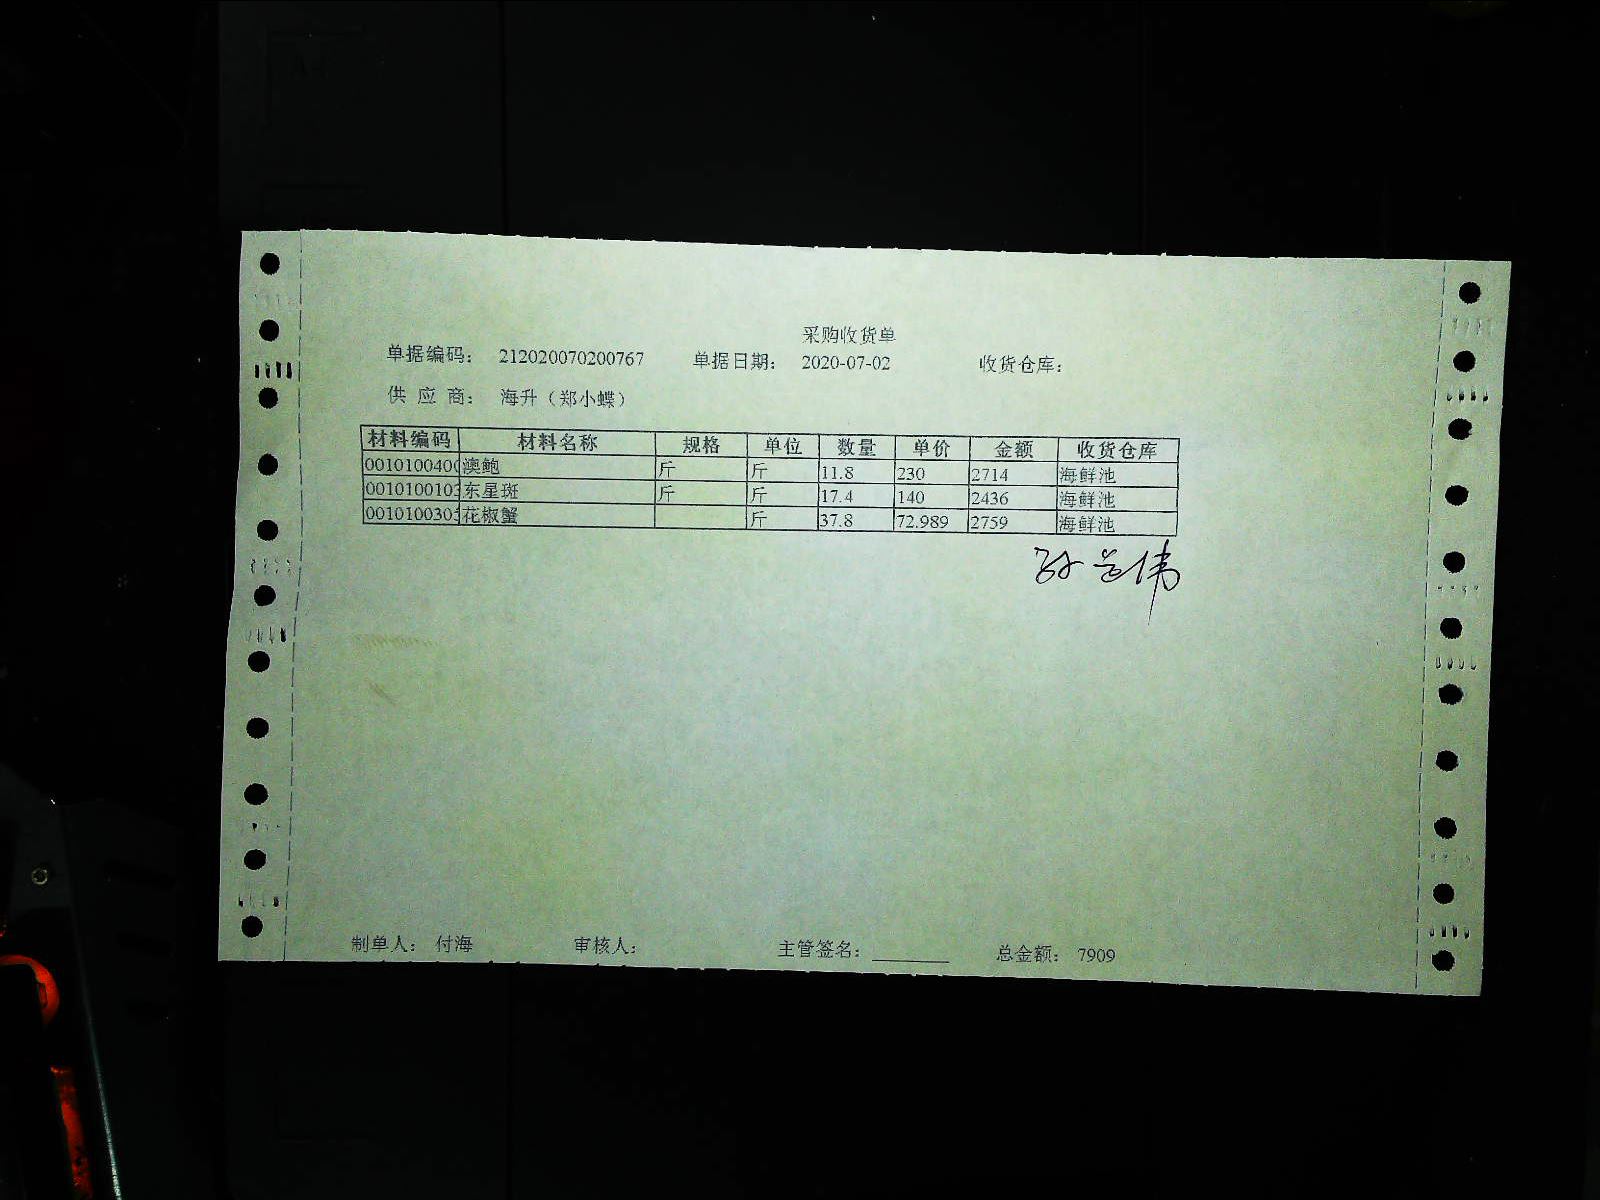 采购收货单
单据编码： 212020070200767 单据日期： 2020-07-02 收货仓库：
供 应 商： 海升（郑小蝶）
材料编码 材料名称 规格 单位 数量 单价 金额 收货仓库
001010040 澳鲍 斤 斤 11.8 230 2714 海鲜池
001010010 东星斑 斤 斤 17.4 140 2436 海鲜池
001010030 花椒蟹 斤 37.8 72.989 2759 海鲜池
制单人： 付海 审核人： 主管签名： 总金额： 7909